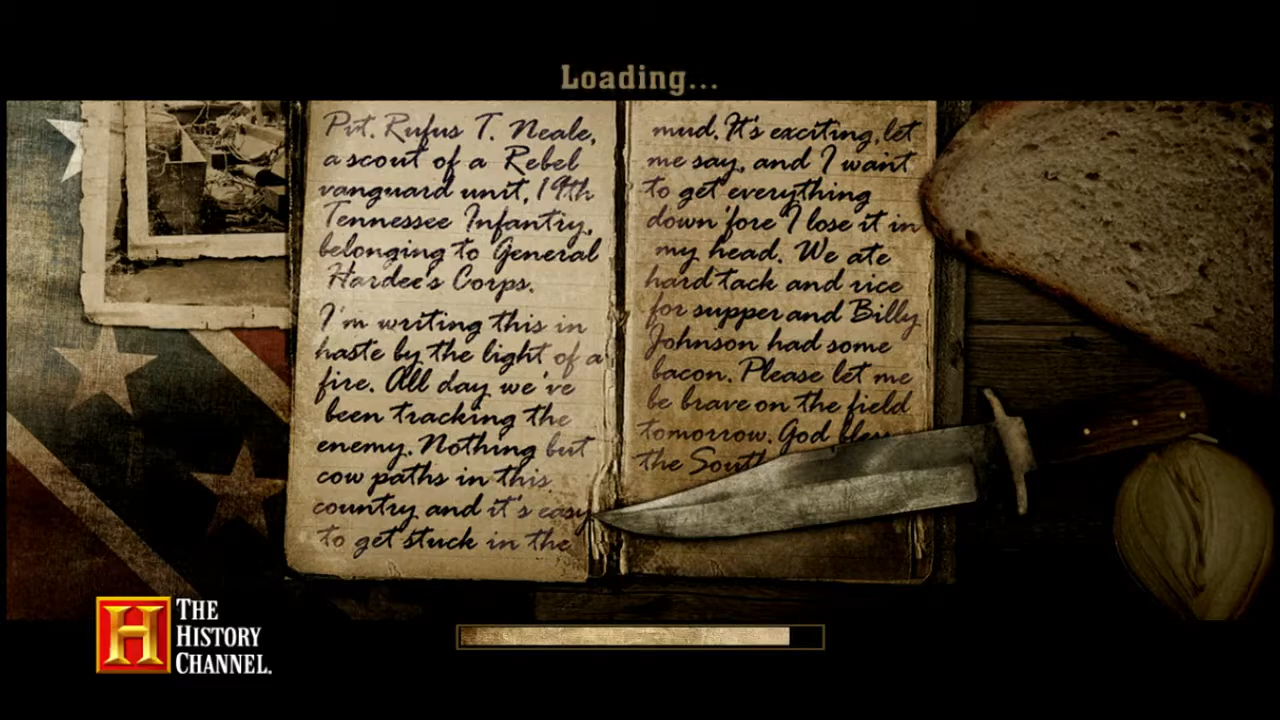 Loading...
Pvt. Rufus T. Neale,
a scout of a Rebel
vanguard unit, 19th
Tennessee Infantry,
belonging to General
Hardee's Corps.
I'm writing this in
haste by the light of a
fire. All day we've
been tracking the
enemy. Nothing but
cow paths in this
country and it's easy
to get stuck in the
mud. It's exciting, let
me say, and I want
to get everything
down 'fore I lose it in
my head. We ate
hard tack and rice
for supper and Billy
Johnson had some
bacon. Please let me
be brave on the field
tomorrow. God bless
the South
H
THE
HISTORY
CHANNEL.